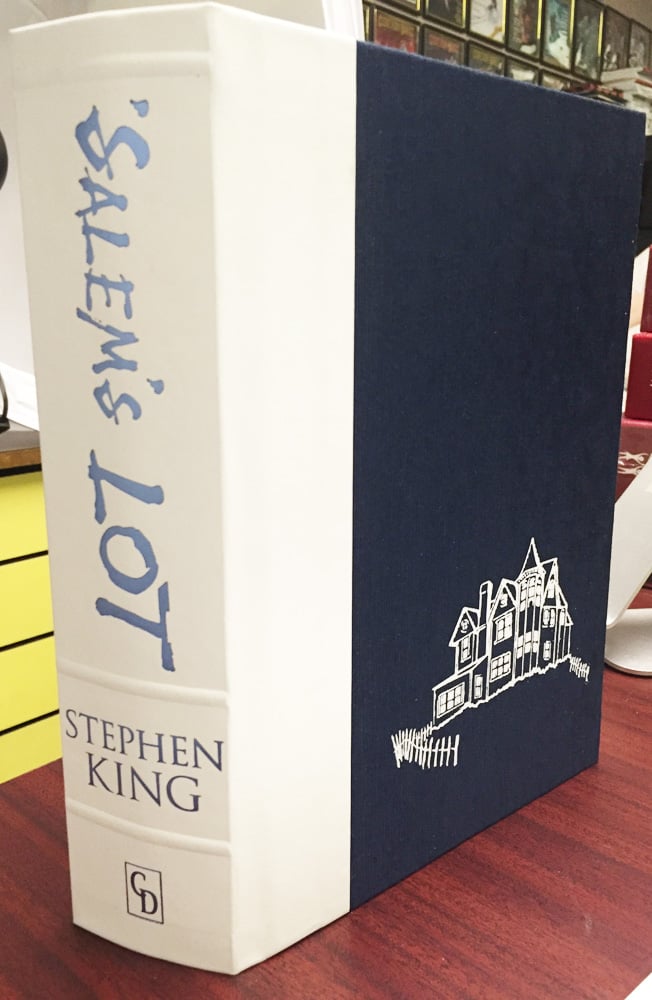 'SALEM'S LOT
STEPHEN
KING
CD